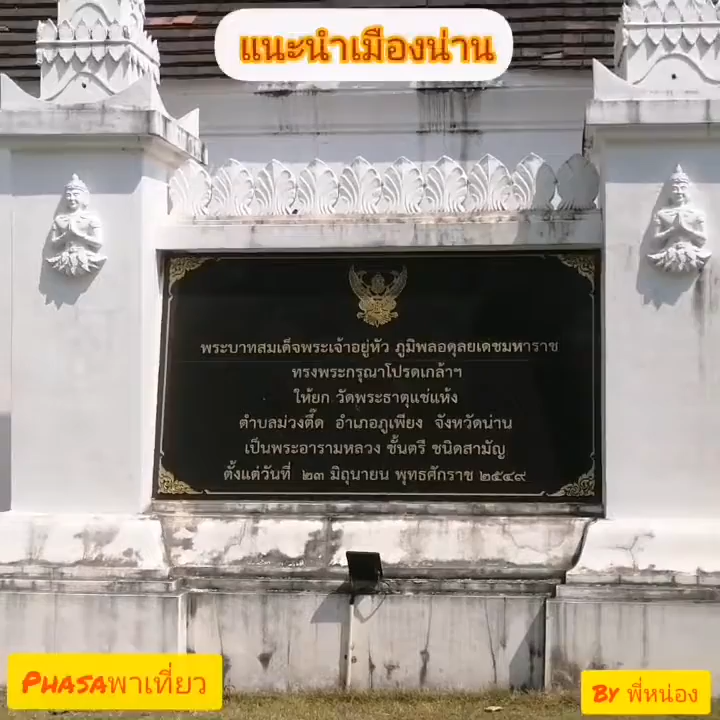 แนะนำเมืองน่าน
พระบาทสมเด็จพระเจ้าอยู่หัว ภูมิพลอดุลยเดชมหาราช
ทรงพระกรุณาโปรดเกล้าฯ
ให้ยก วัดพระธาตุแช่แห้ง
ตำบลม่วงตึ๊ด อำเภอภูเพียง จังหวัดน่าน
เป็นพระอารามหลวง ชั้นตรี ชนิดสามัญ
ตั้งแต่วันที่ ๒๓ มิถุนายน พุทธศักราช ๒๕๔๙
PHASAพาเที่ยว
BY พี่หน่อง